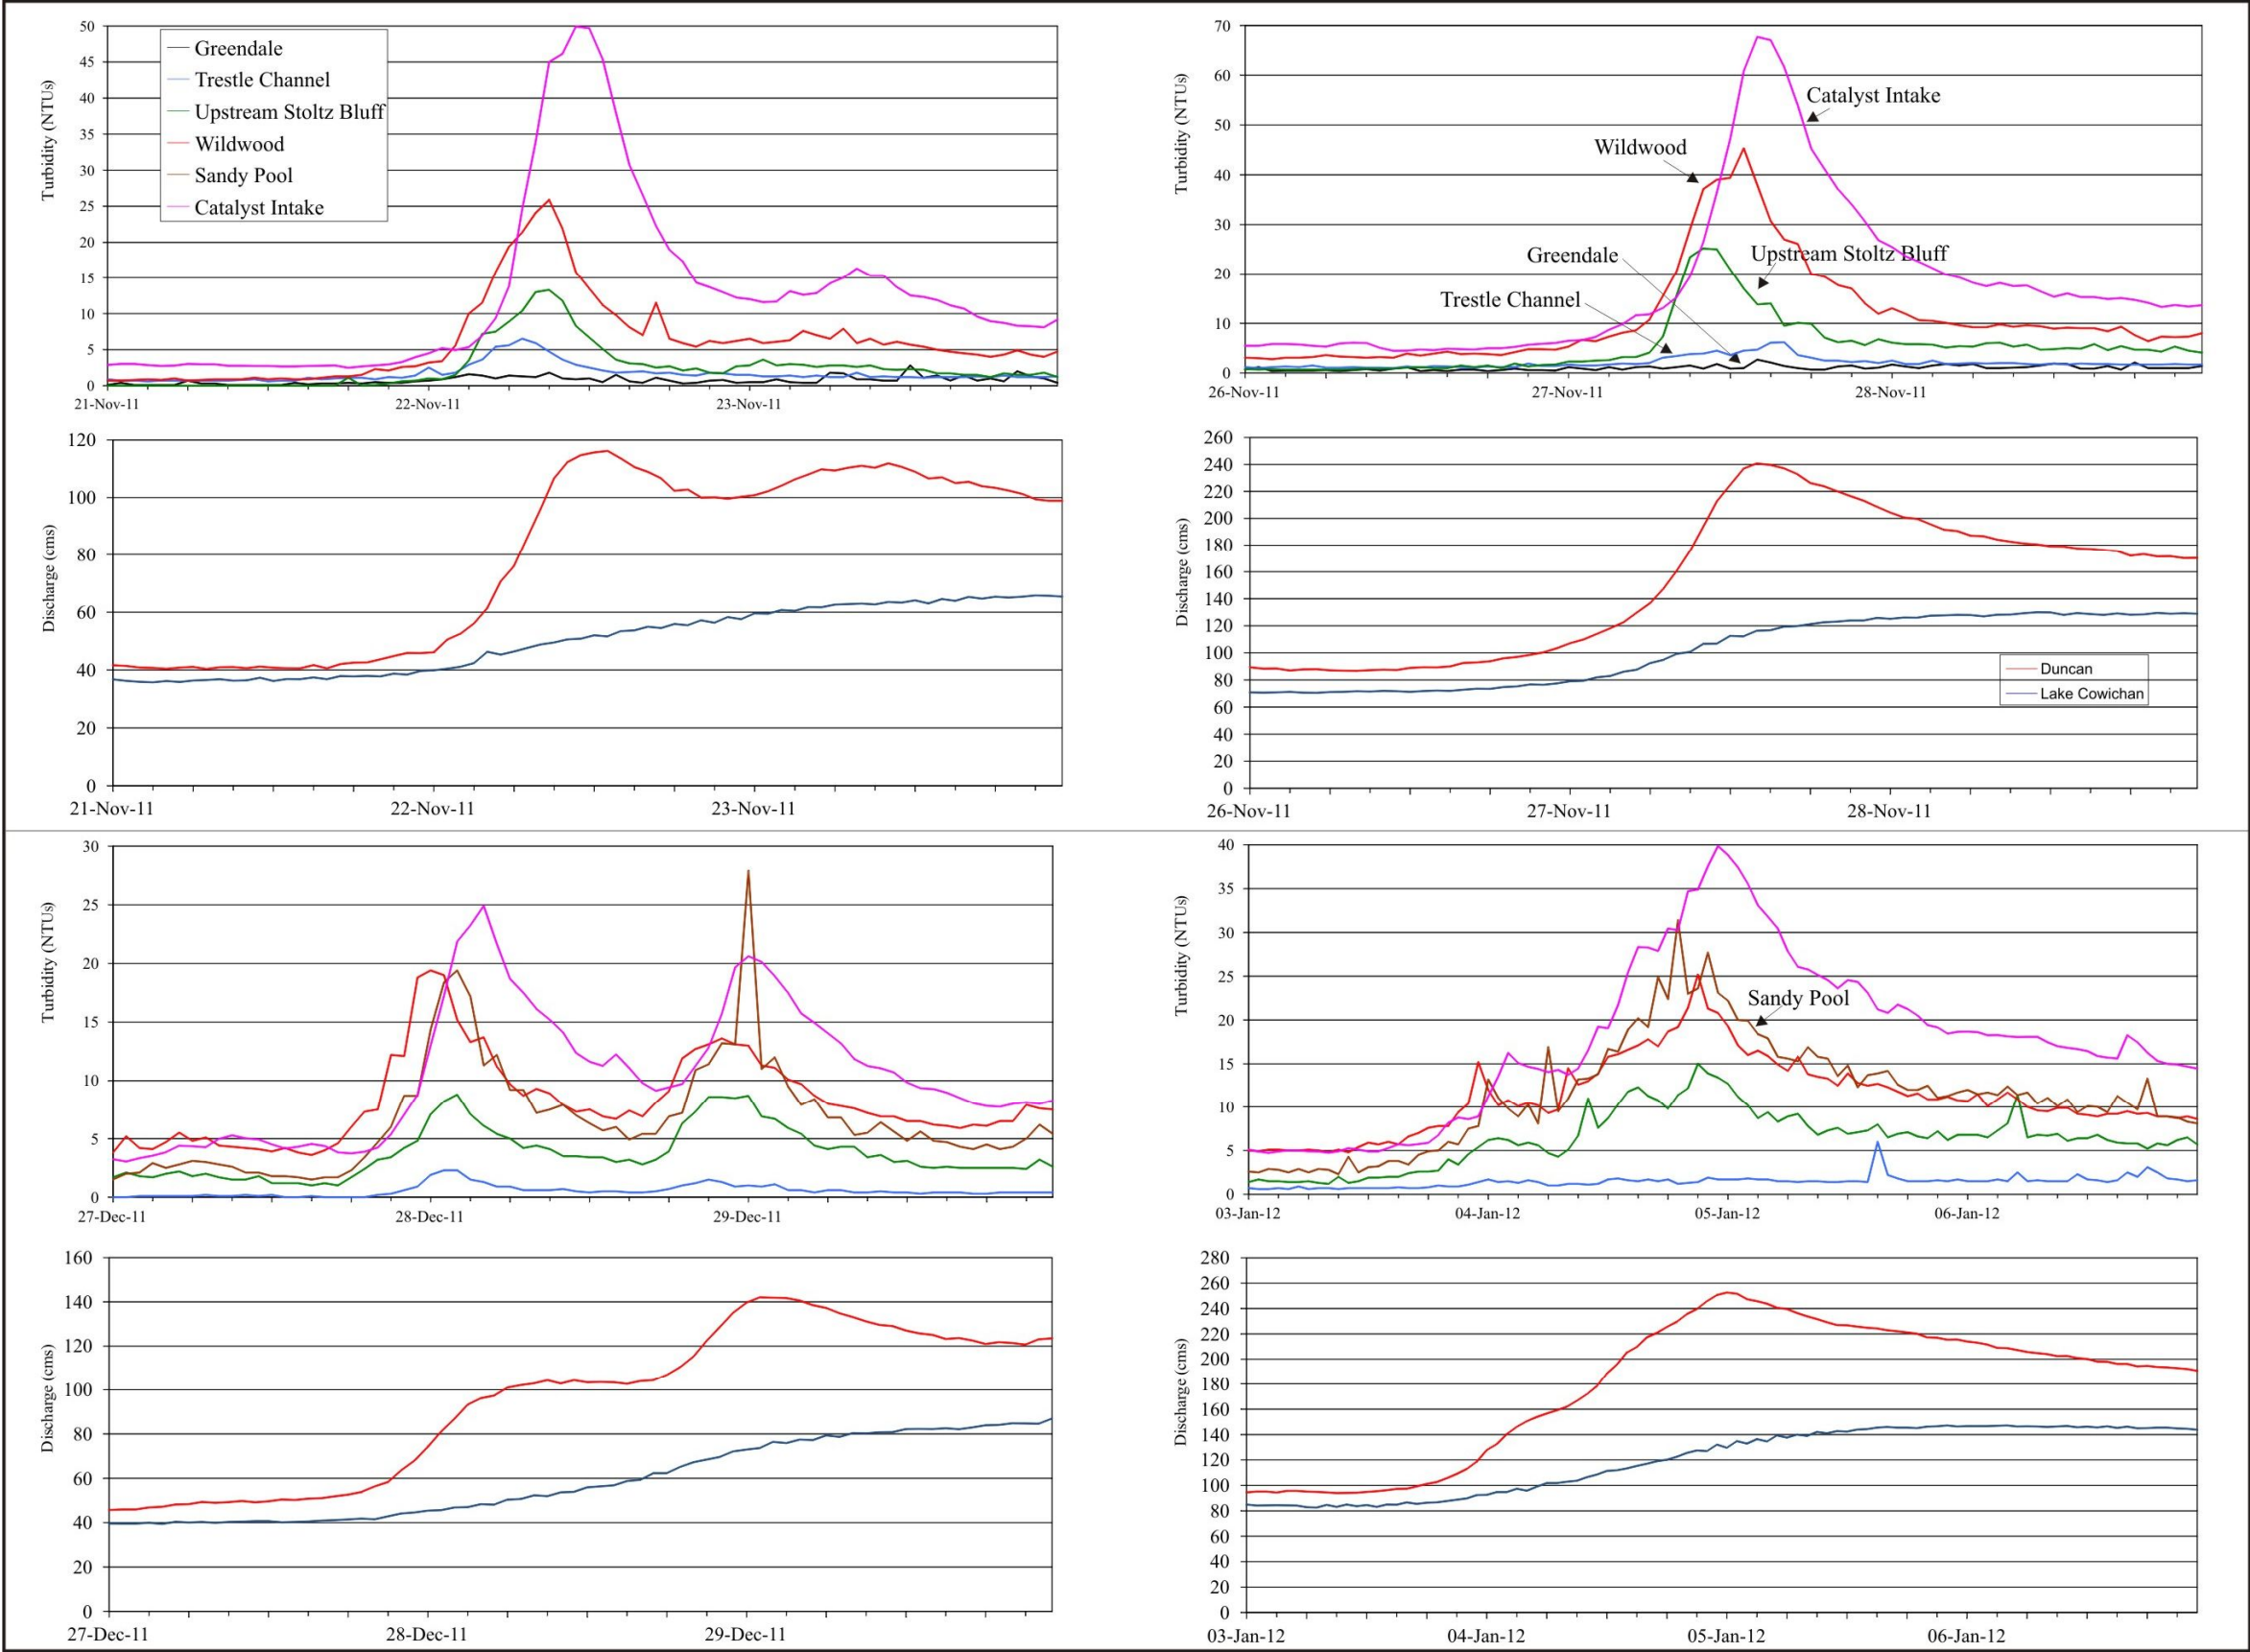 Turbidity (NTUs)
50
45
40
35
30
25
20
15
10
5
0
Greendale
Trestle Channel
Upstream Stoltz Bluff
Wildwood
Sandy Pool
Catalyst Intake
21-Nov-11
22-Nov-11
23-Nov-11
Turbidity (NTUs)
70
60
50
40
30
20
10
0
Catalyst Intake
Wildwood
Greendale
Upstream Stoltz Bluff
Trestle Channel
26-Nov-11
27-Nov-11
28-Nov-11
Discharge (cms)
120
100
80
60
40
20
0
21-Nov-11
22-Nov-11
23-Nov-11
Discharge (cms)
260
240
220
200
180
160
140
120
100
80
60
40
20
0
Duncan
Lake Cowichan
26-Nov-11
27-Nov-11
28-Nov-11
Turbidity (NTUs)
30
25
20
15
10
5
0
27-Dec-11
28-Dec-11
29-Dec-11
Turbidity (NTUs)
40
35
30
25
20
15
10
5
0
Sandy Pool
03-Jan-12
04-Jan-12
05-Jan-12
06-Jan-12
Discharge (cms)
160
140
120
100
80
60
40
20
0
27-Dec-11
28-Dec-11
29-Dec-11
Discharge (cms)
280
260
240
220
200
180
160
140
120
100
80
60
40
20
0
03-Jan-12
04-Jan-12
05-Jan-12
06-Jan-12